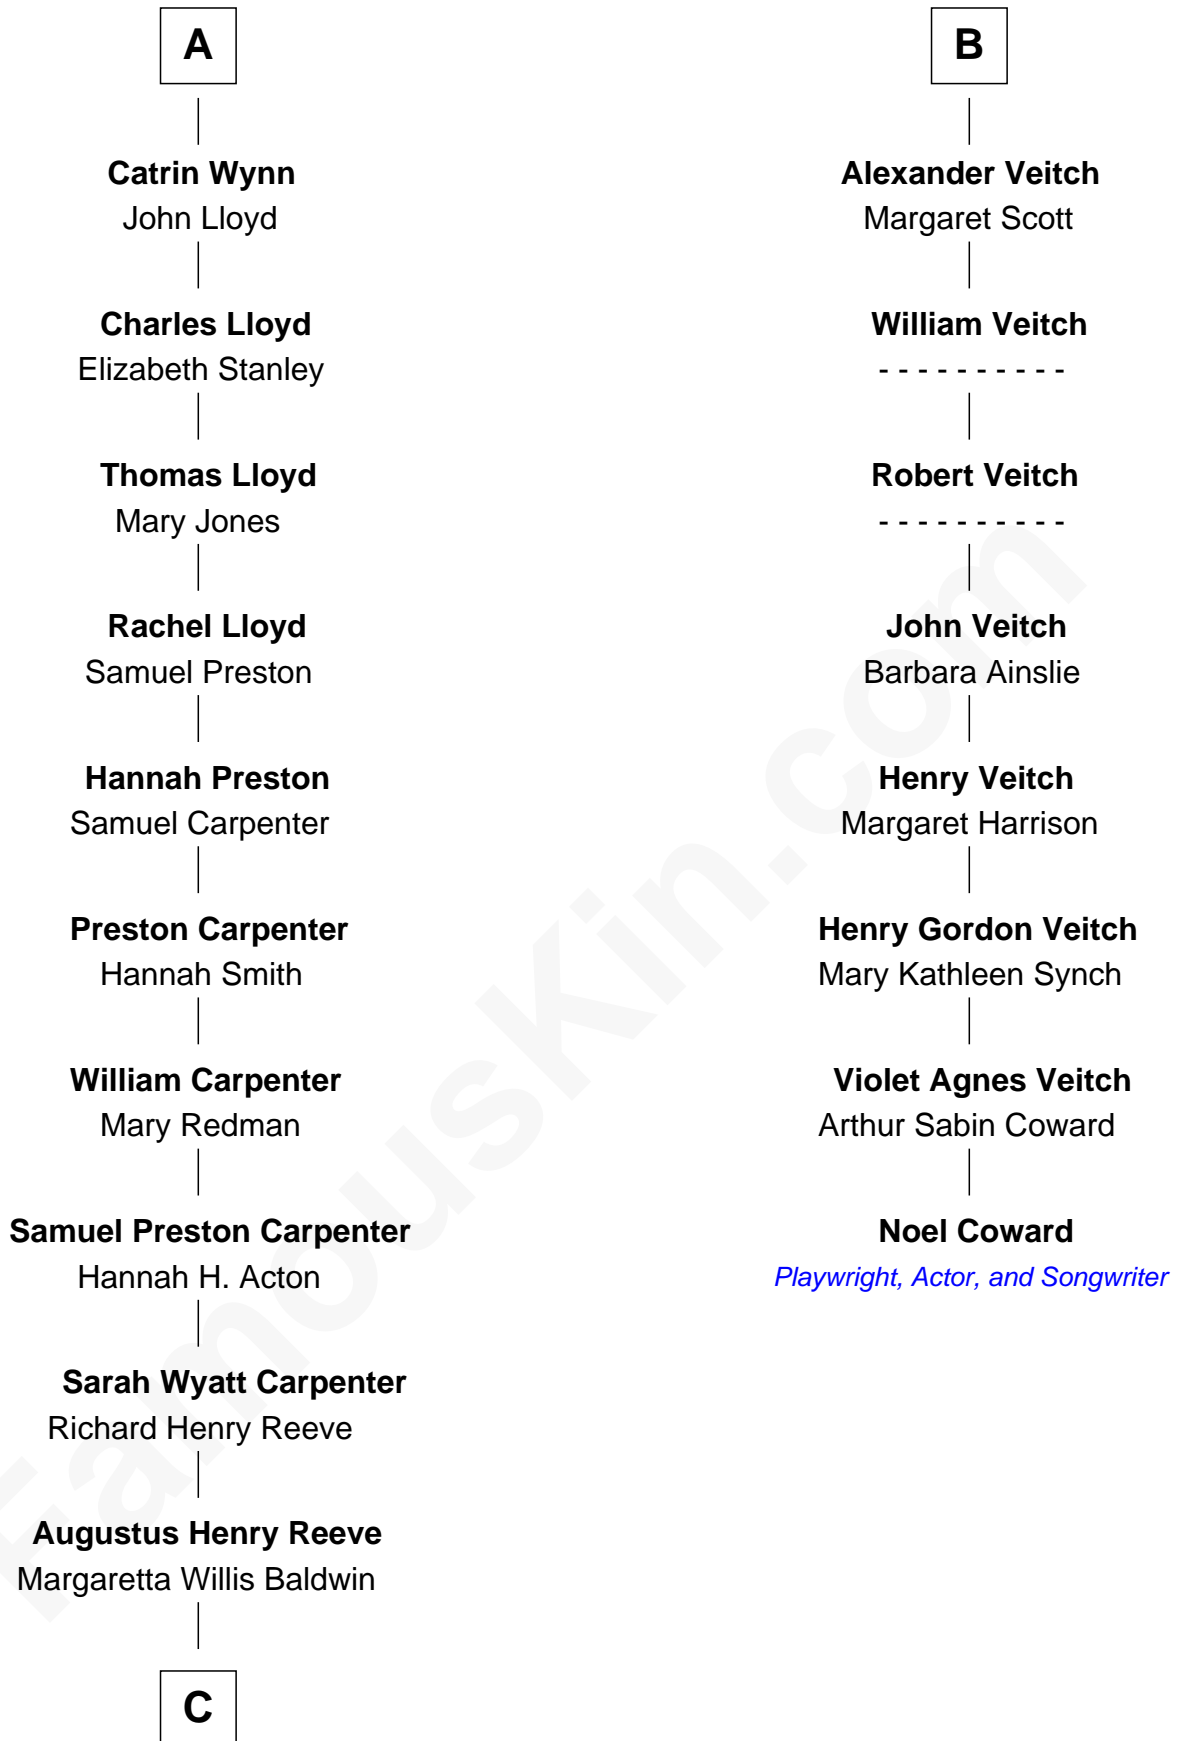 A
Catrin Wynn
John Lloyd
Charles Lloyd
Elizabeth Stanley
Thomas Lloyd
Mary Jones
Rachel Lloyd
Samuel Preston
Hannah Preston
Samuel Carpenter
Preston Carpenter
Hannah Smith
William Carpenter
Mary Redman
Samuel Preston Carpenter
Hannah H. Acton
Sarah Wyatt Carpenter
Richard Henry Reeve
Augustus Henry Reeve
Margaretta Willis Baldwin
C
B
Alexander Veitch
Margaret Scott
William Veitch
- - - - - - - - - -
Robert Veitch
- - - - - - - - - -
John Veitch
Barbara Ainslie
Henry Veitch
Margaret Harrison
Henry Gordon Veitch
Mary Kathleen Synch
Violet Agnes Veitch
Arthur Sabin Coward
Noel Coward
Playwright, Actor, and Songwriter
FamousKin.com